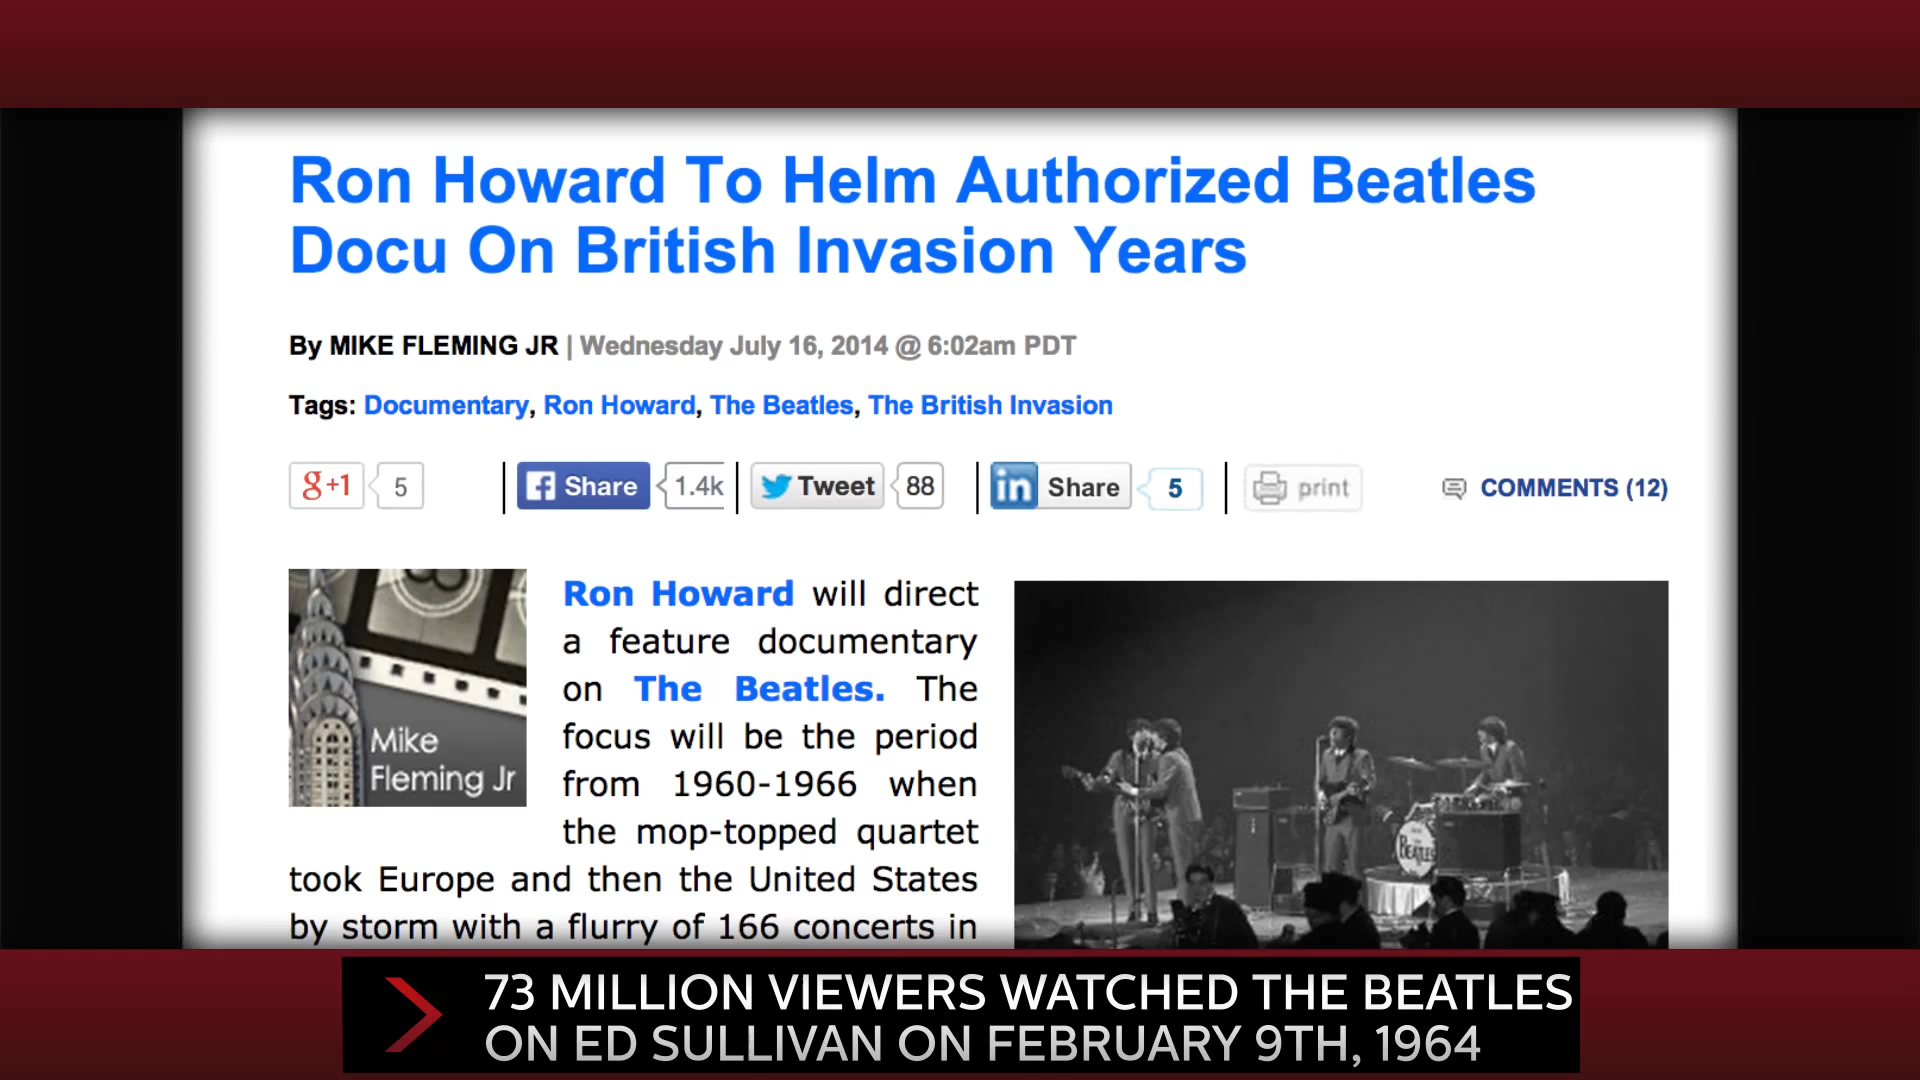 Ron Howard To Helm Authorized Beatles
Docu On British Invasion Years
By MIKE FLEMING JR | Wednesday July 16, 2014 @ 6:02am PDT
Tags: Documentary, Ron Howard, The Beatles, The British Invasion
g+1 5 Share 1.4k Tweet 88 in Share 5 print COMMENTS (12)
Mike
Fleming Jr
Ron Howard will direct
a feature documentary
on The Beatles. The
focus will be the period
from 1960-1966 when
the mop-topped quartet
took Europe and then the United States
by storm with a flurry of 166 concerts in
THE
BEATLES
73 MILLION VIEWERS WATCHED THE BEATLES
ON ED SULLIVAN ON FEBRUARY 9TH, 1964